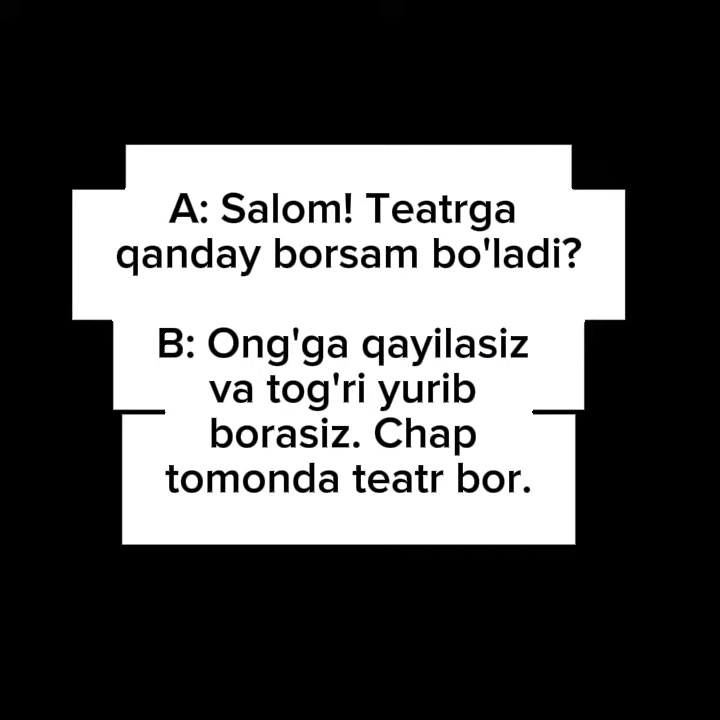 A: Salom! Teatrga
qanday borsam bo'ladi?
B: Ong'ga qayilasiz
va tog'ri yurib
borasiz. Chap
tomonda teatr bor.